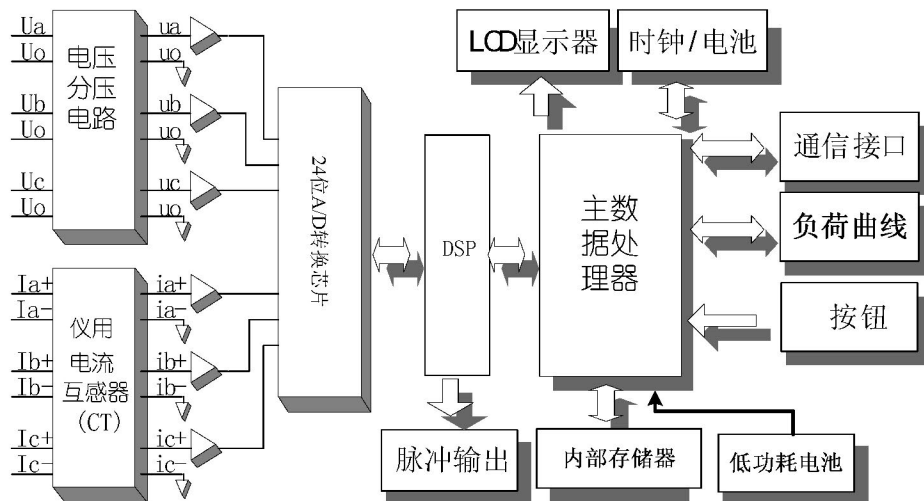 Ua
Uo
Ub
Uo
Uc
Uo
电压
分压
电路
ua
uo
ub
uo
uc
uo
Ia+
Ia-
Ib+
Ib-
Ic+
Ic-
仪用
电流
互感器
(CT)
ia+
ia-
ib+
ib-
ic+
ic-
24位A/D转换芯片
DSP
脉冲输出
LCD显示器
时钟/电池
主数
据处
理器
通信接口
负荷曲线
按钮
内部存储器
低功耗电池